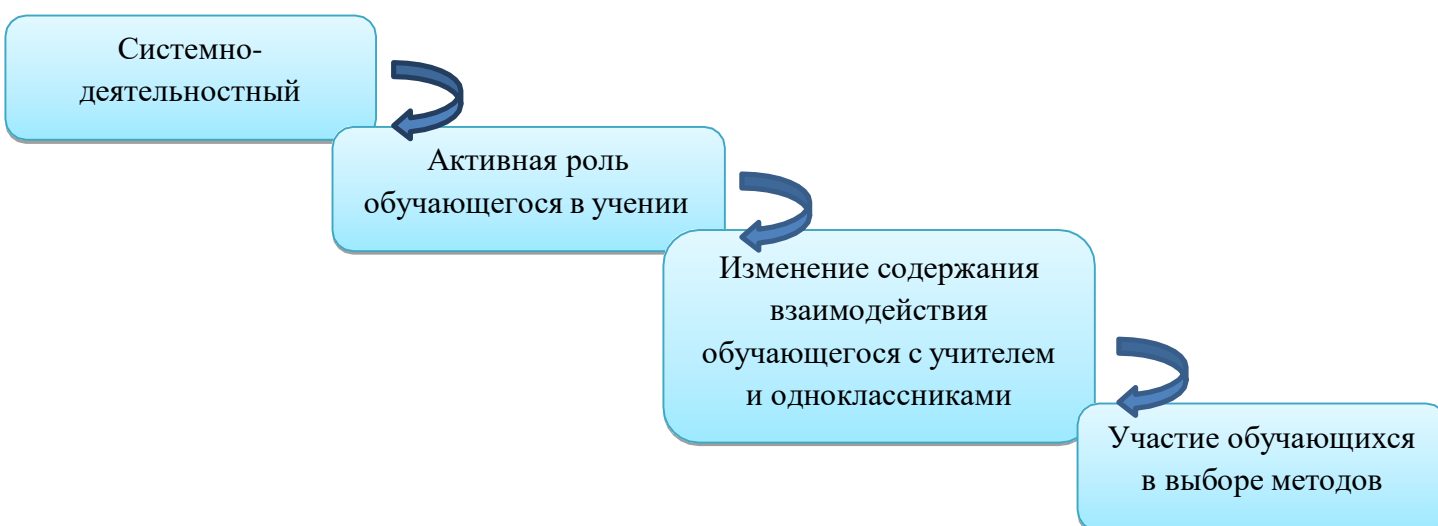 Системно-
деятельностный
Активная роль
обучающегося в учении
Изменение содержания
взаимодействия
обучающегося с учителем
и одноклассниками
Участие обучающихся
в выборе методов